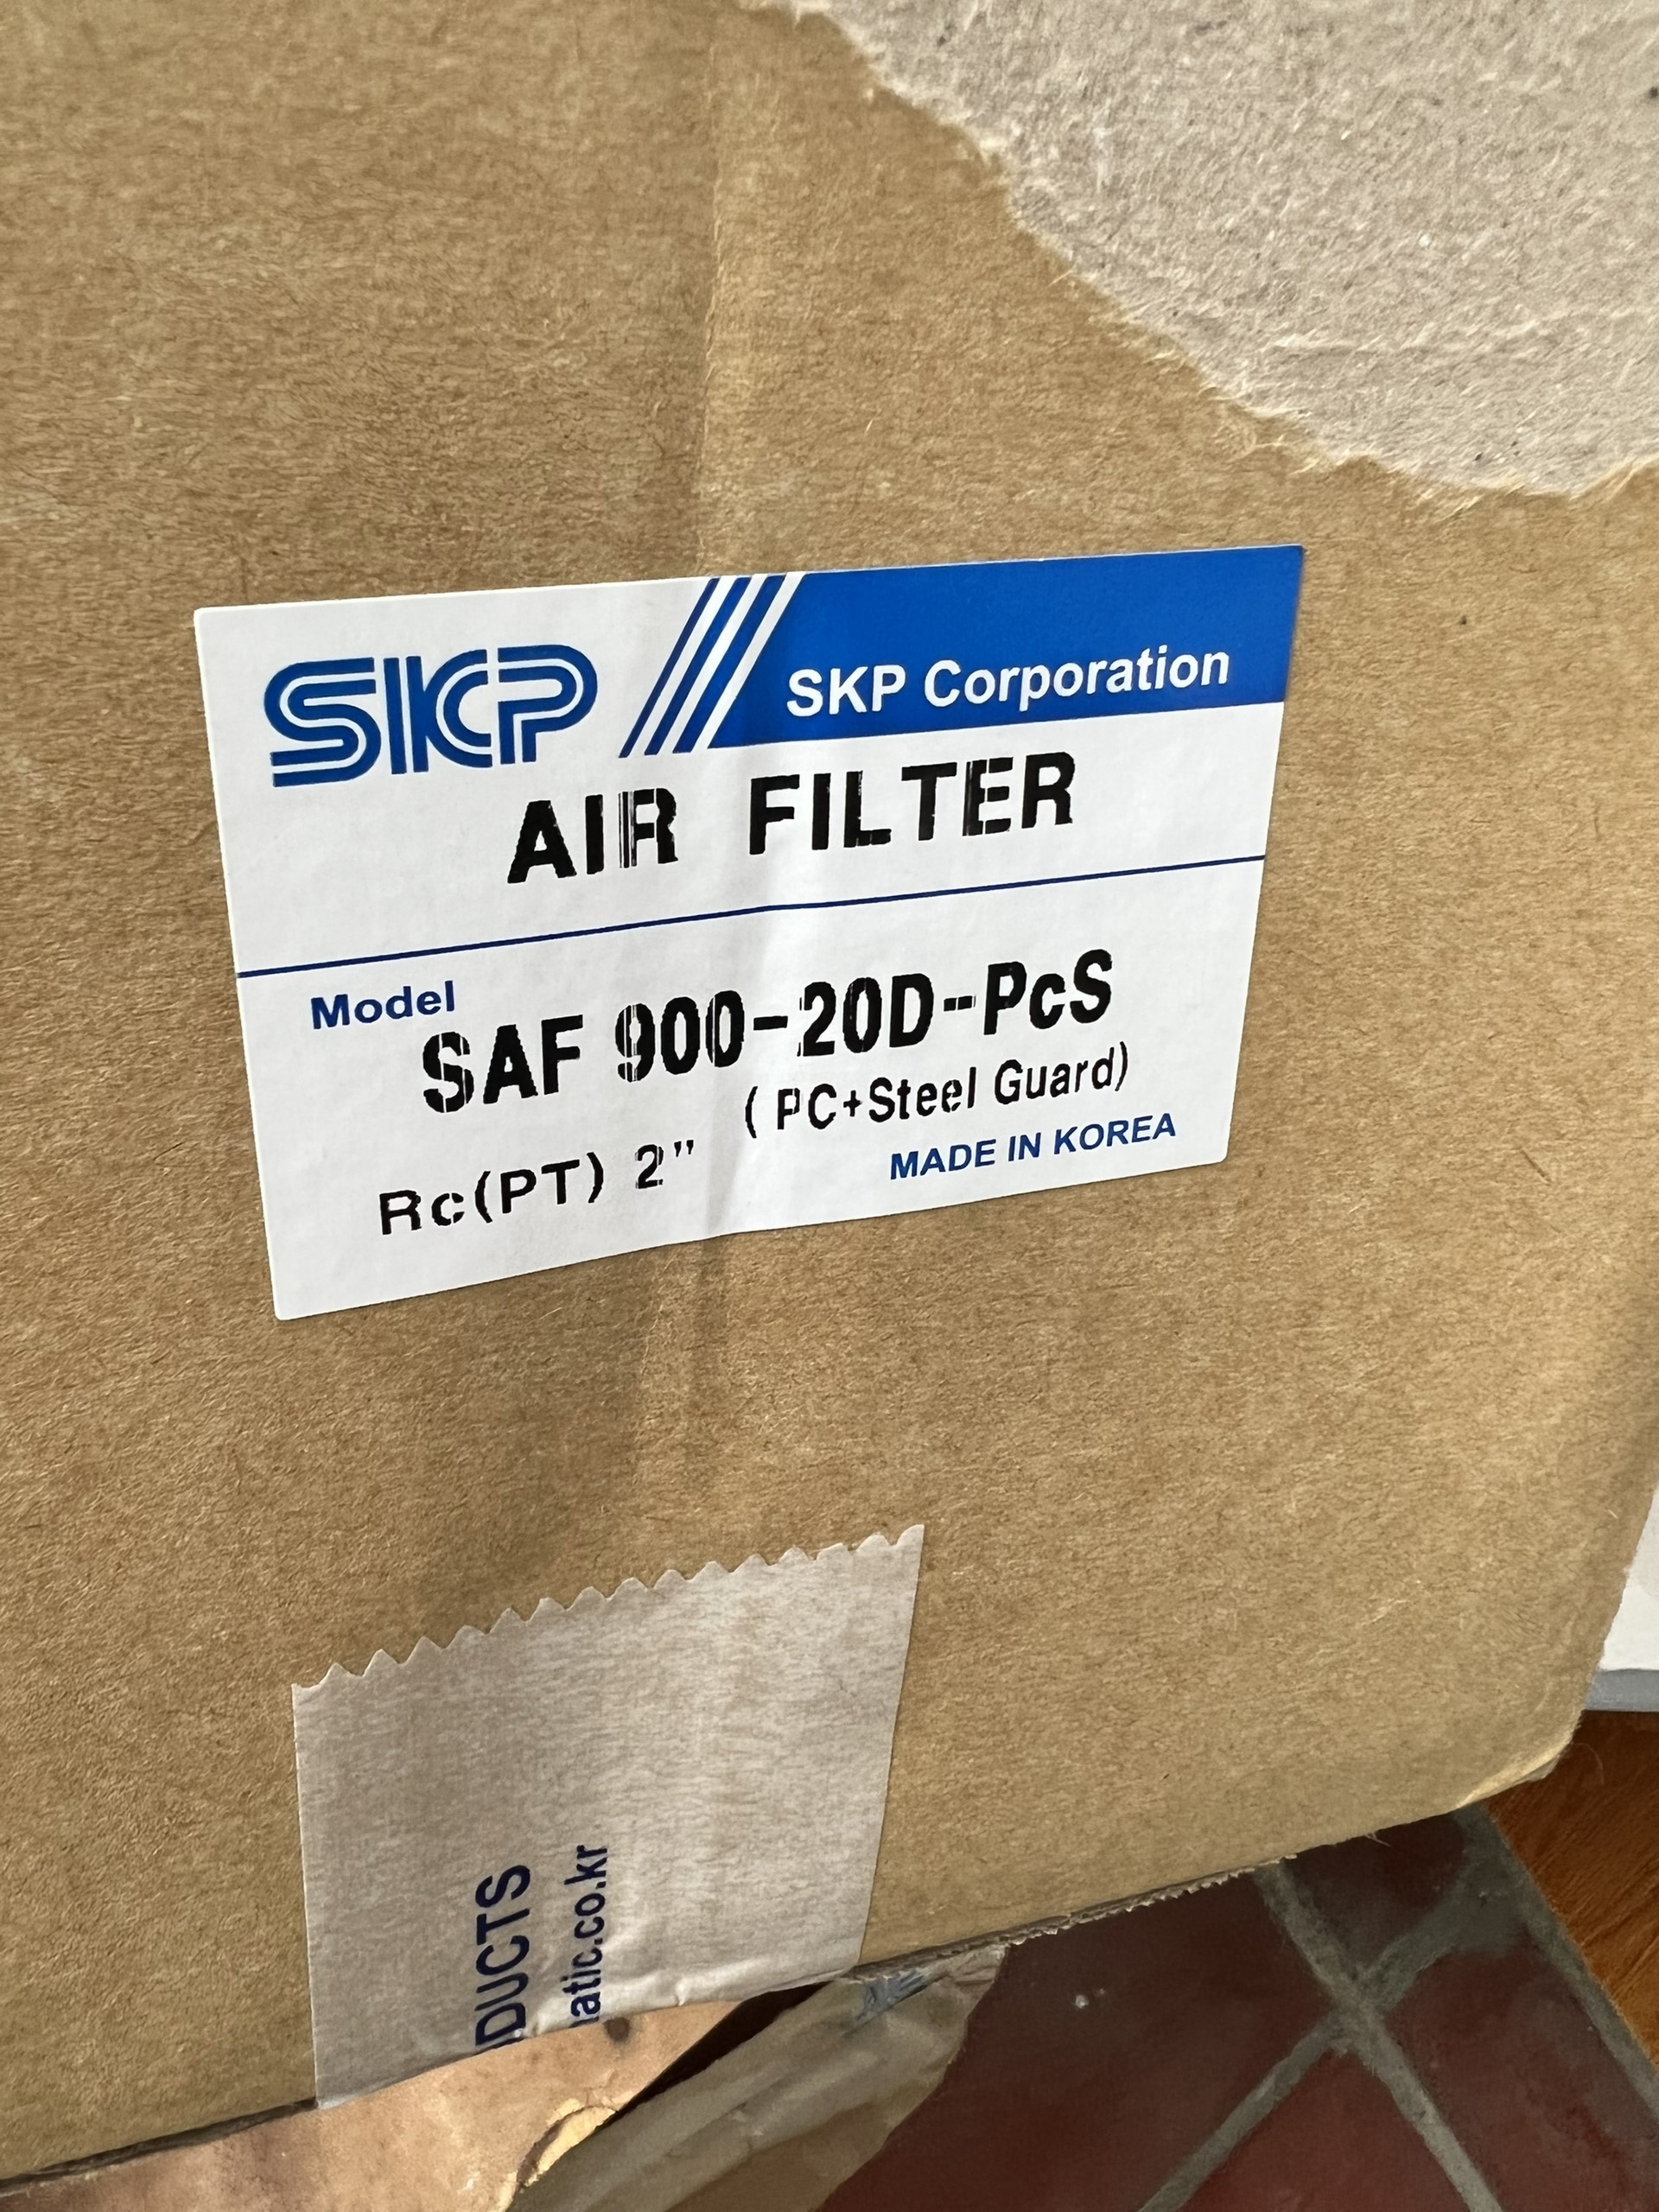 SKP
SKP Corporation
AIR FILTER
Model
SAF 900-20D-PcS
( PC+Steel Guard)
Rc(PT) 2"
MADE IN KOREA
DUCTS
atic.co.kr